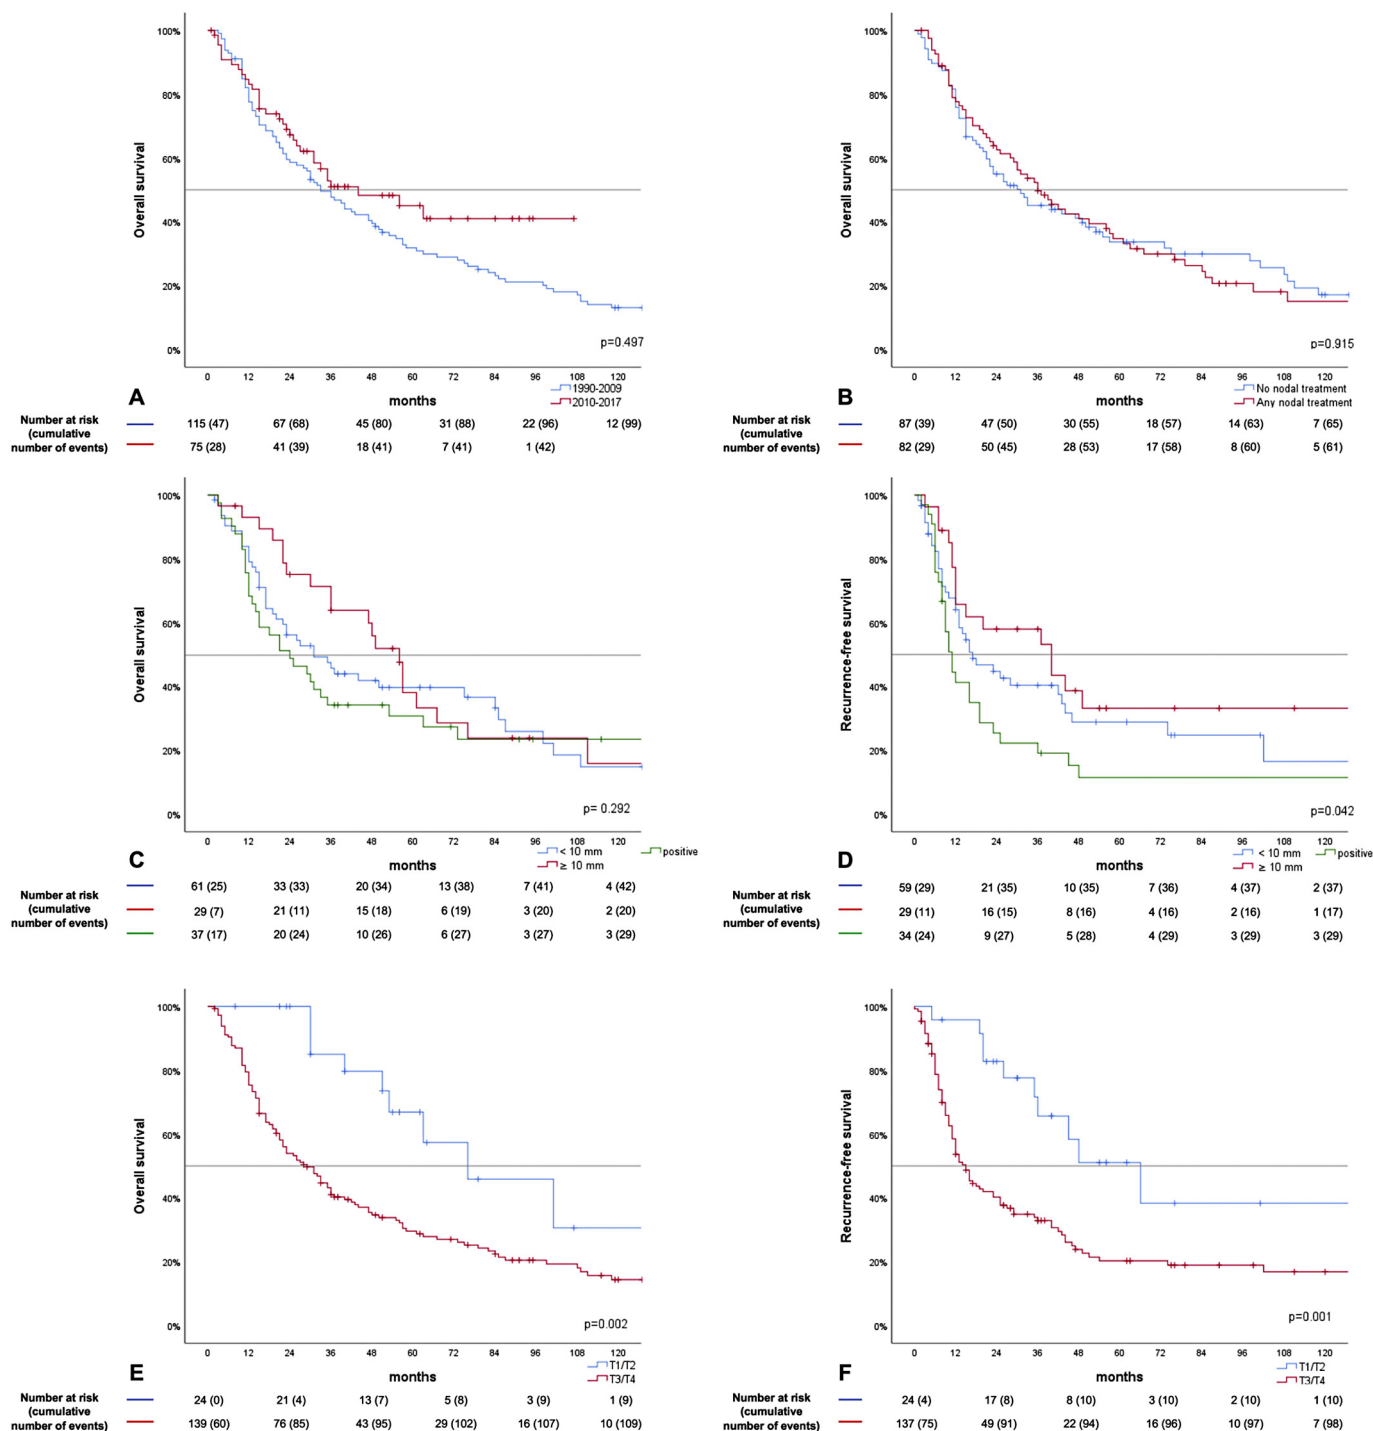 100%
80%
60%
40%
20%
0%
Overall survival
p=0.497
0 12 24 36 48 60 72 84 96 108 120
A
months
1990-2009
2010-2017
Number at risk
(cumulative
number of events)
115 (47) 67 (68) 45 (80) 31 (88) 22 (96) 12 (99)
75 (28) 41 (39) 18 (41) 7 (41) 1 (42)
100%
80%
60%
40%
20%
0%
Overall survival
p=0.915
0 12 24 36 48 60 72 84 96 108 120
B
months
No nodal treatment
Any nodal treatment
Number at risk
(cumulative
number of events)
87 (39) 47 (50) 30 (55) 18 (57) 14 (63) 7 (65)
82 (29) 50 (45) 28 (53) 17 (58) 8 (60) 5 (61)
100%
80%
60%
40%
20%
0%
Overall survival
p= 0.292
0 12 24 36 48 60 72 84 96 108 120
C
months
< 10 mm positive
≥ 10 mm
Number at risk
(cumulative
number of events)
61 (25) 33 (33) 20 (34) 13 (38) 7 (41) 4 (42)
29 (7) 21 (11) 15 (18) 6 (19) 3 (20) 2 (20)
37 (17) 20 (24) 10 (26) 6 (27) 3 (27) 3 (29)
100%
80%
60%
40%
20%
0%
Recurrence-free survival
p=0.042
0 12 24 36 48 60 72 84 96 108 120
D
months
< 10 mm positive
≥ 10 mm
Number at risk
(cumulative
number of events)
59 (29) 21 (35) 10 (35) 7 (36) 4 (37) 2 (37)
29 (11) 16 (15) 8 (16) 4 (16) 2 (16) 1 (17)
34 (24) 9 (27) 5 (28) 4 (29) 3 (29) 3 (29)
100%
80%
60%
40%
20%
0%
Overall survival
p=0.002
0 12 24 36 48 60 72 84 96 108 120
E
months
T1/T2
T3/T4
Number at risk
(cumulative
number of events)
24 (0) 21 (4) 13 (7) 5 (8) 3 (9) 1 (9)
139 (60) 76 (85) 43 (95) 29 (102) 16 (107) 10 (109)
100%
80%
60%
40%
20%
0%
Recurrence-free survival
p=0.001
0 12 24 36 48 60 72 84 96 108 120
F
months
T1/T2
T3/T4
Number at risk
(cumulative
number of events)
24 (4) 17 (8) 8 (10) 3 (10) 2 (10) 1 (10)
137 (75) 49 (91) 22 (94) 16 (96) 10 (97) 7 (98)